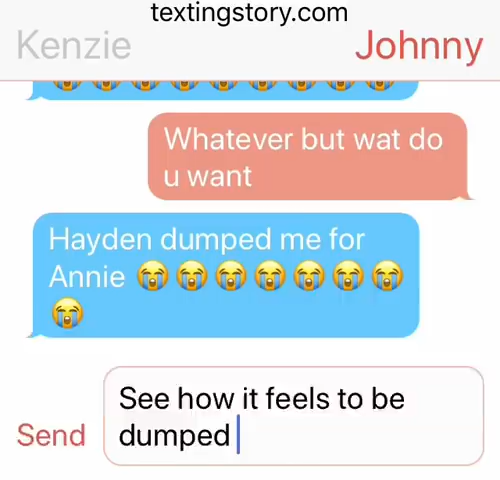 textingstory.com
Kenzie Johnny
😭😭😭😭😭😭😭😭😭
Whatever but wat do
u want
Hayden dumped me for
Annie 😭😭😭😭😭😭😭
😭
See how it feels to be
Send dumped